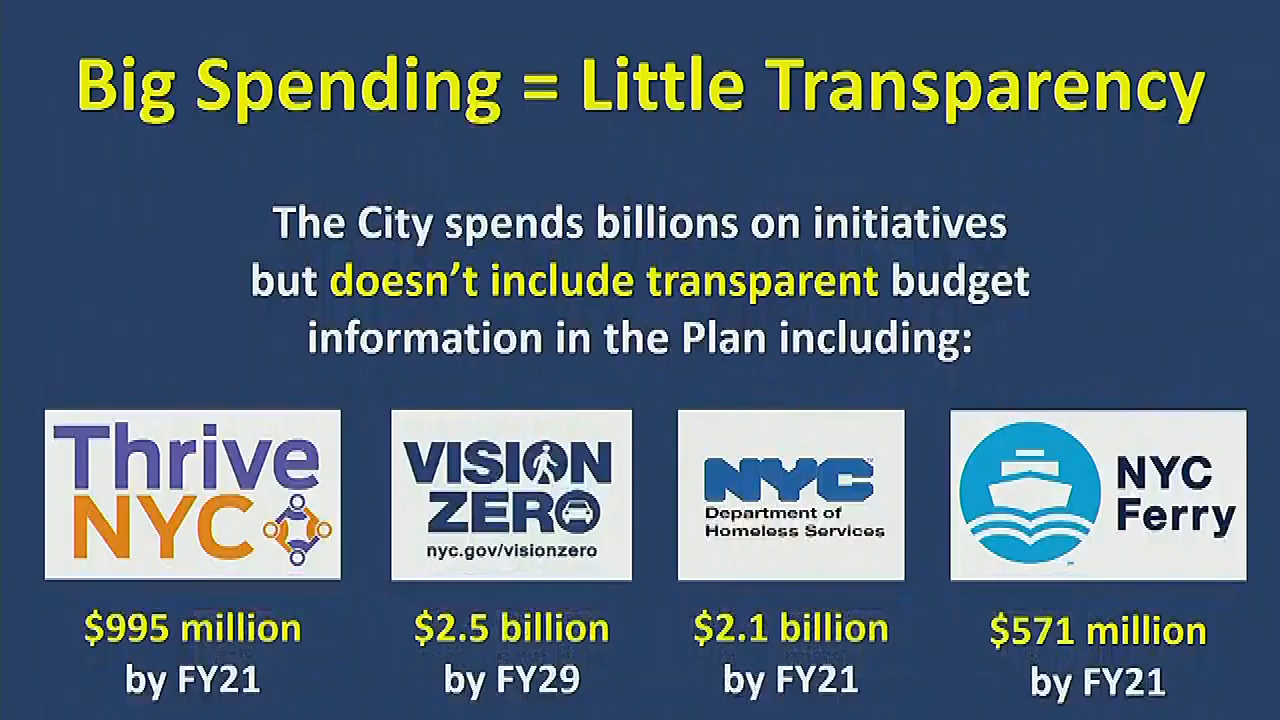 Big Spending = Little Transparency
The City spends billions on initiatives
but doesn't include transparent budget
information in the Plan including:
Thrive
NYC
VISION
ZERO
nyc.gov/visionzero
NYC
Department of
Homeless Services
NYC
Ferry
$995 million
by FY21
$2.5 billion
by FY29
$2.1 billion
by FY21
$571 million
by FY21